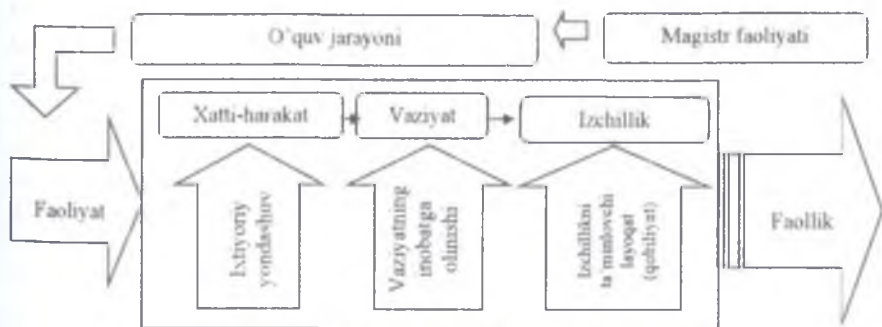 O'quv jarayoni
Magistr faoliyati
Xatti-harakat
Vaziyat
Izchillik
Faoliyat
Ixtiyoriy
yondashuv
Vaziyatning
inobatga
olinishi
Izchillikni
ta'minlovchi
layoqat
(qobiliyat)
Faollik